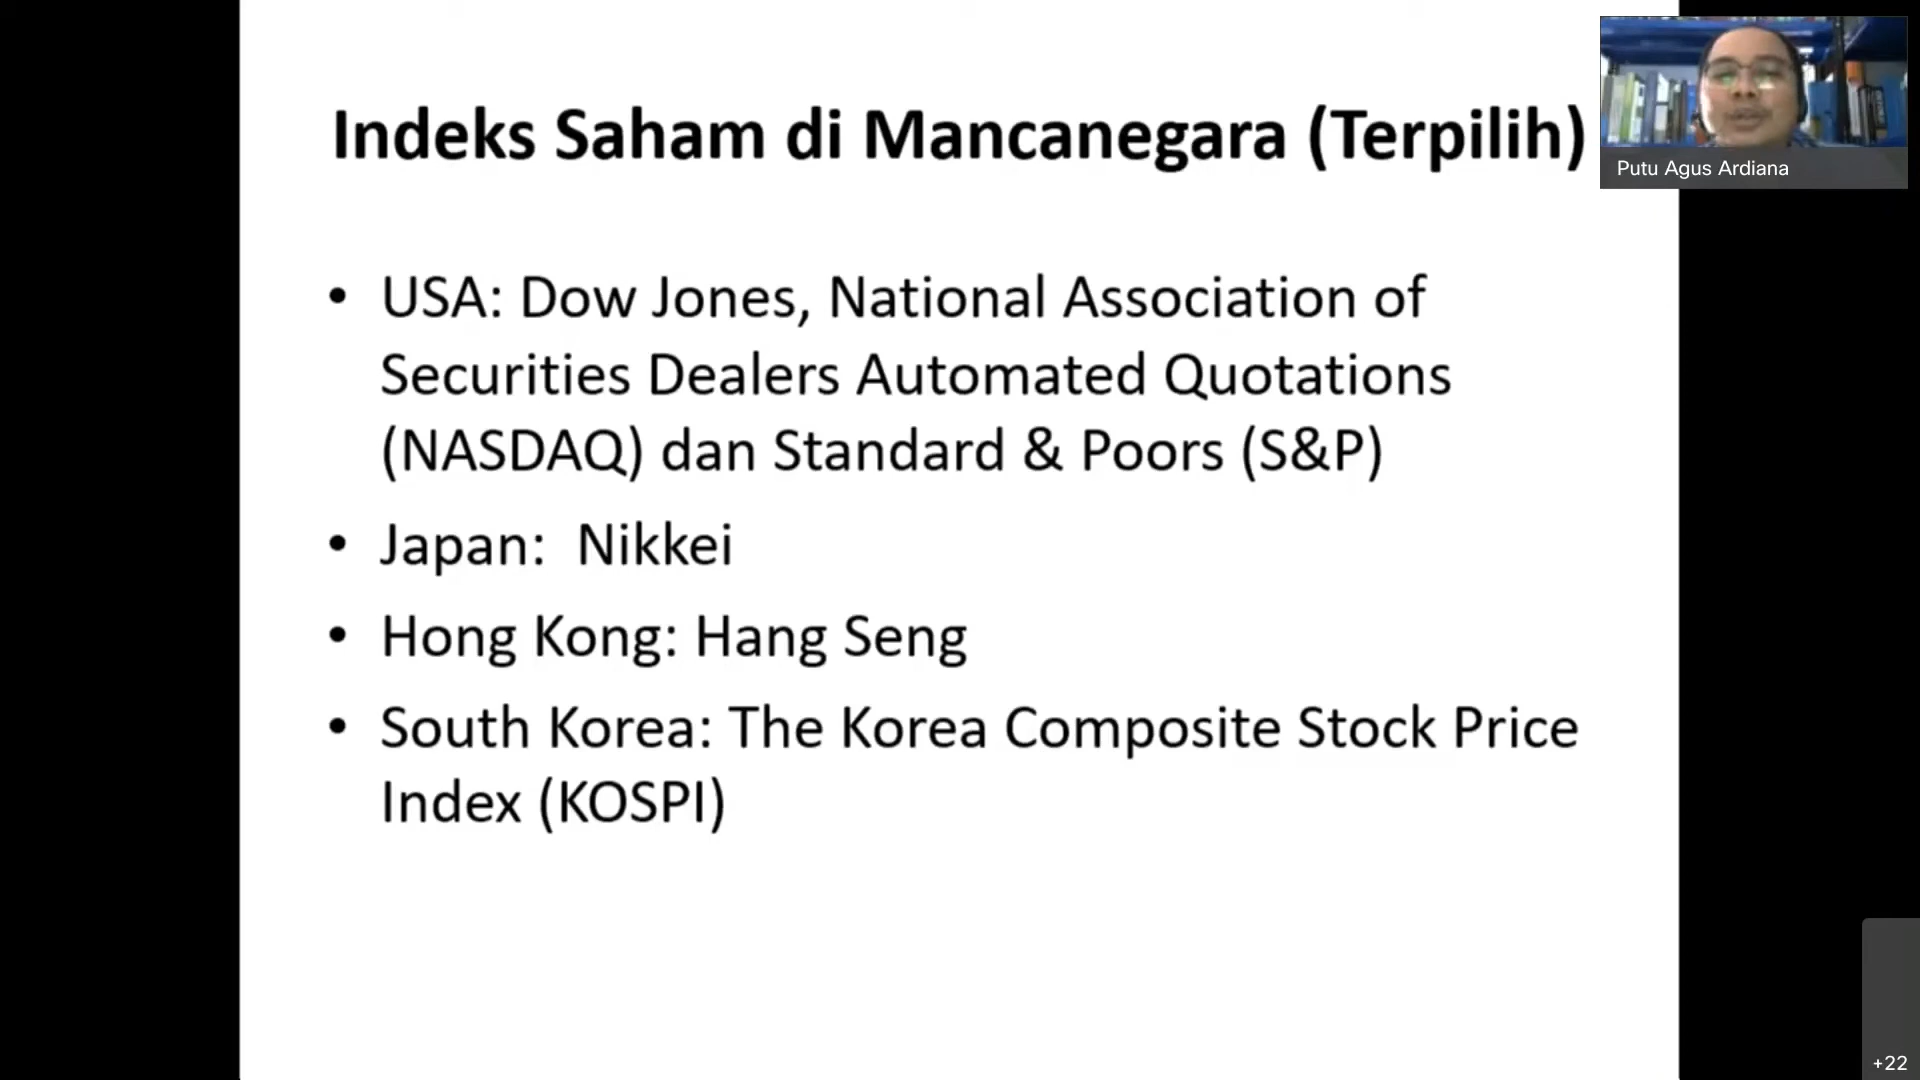 Indeks Saham di Mancanegara (Terpilih)
Putu Agus Ardiana
• USA: Dow Jones, National Association of
Securities Dealers Automated Quotations
(NASDAQ) dan Standard & Poors (S&P)
• Japan: Nikkei
• Hong Kong: Hang Seng
• South Korea: The Korea Composite Stock Price
Index (KOSPI)
+22